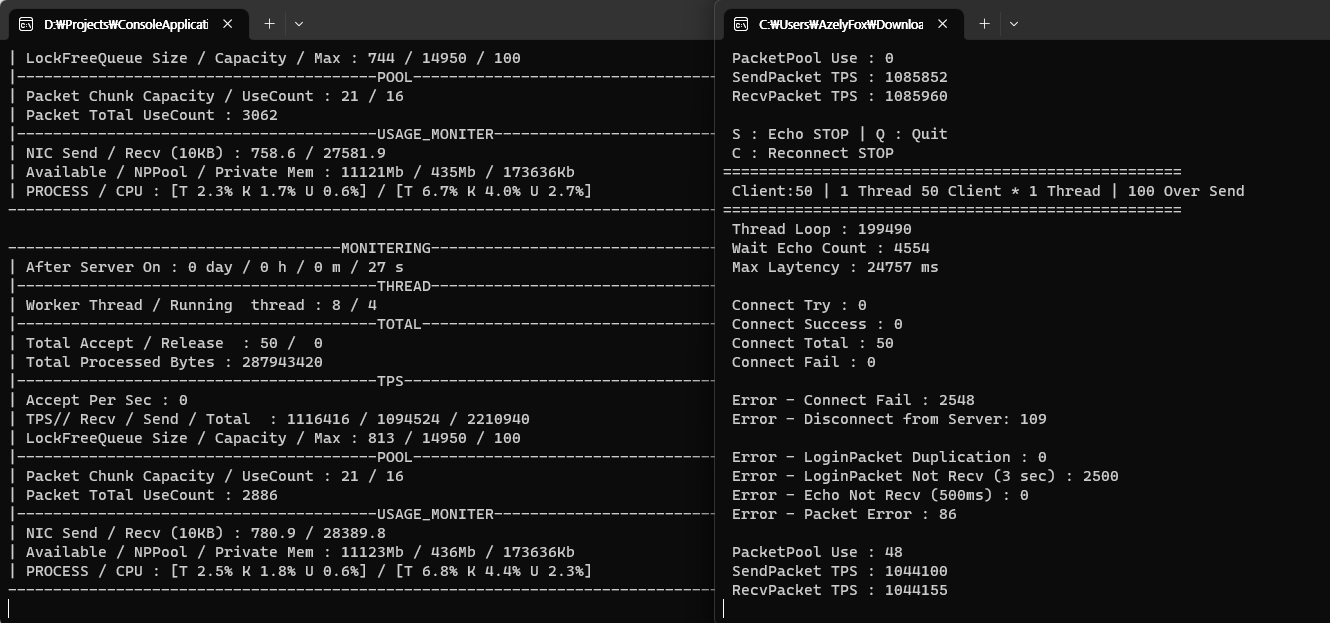 D:₩Projects₩ConsoleApplicati
| LockFreeQueue Size / Capacity / Max : 744 / 14950 / 100
|----------------------------------------POOL----------------------------------
| Packet Chunk Capacity / UseCount : 21 / 16
| Packet ToTal UseCount : 3062
|----------------------------------------USAGE_MONITER-------------------------
| NIC Send / Recv (10KB) : 758.6 / 27581.9
| Available / NPPool / Private Mem : 11121Mb / 435Mb / 173636Kb
| PROCESS / CPU : [T 2.3% K 1.7% U 0.6%] / [T 6.7% K 4.0% U 2.7%]
-------------------------------------------------------------------------------
-------------------------------------MONITERING--------------------------------
| After Server On : 0 day / 0 h / 0 m / 27 s
|----------------------------------------THREAD--------------------------------
| Worker Thread / Running  thread : 8 / 4
|----------------------------------------TOTAL---------------------------------
| Total Accept / Release  : 50 /  0
| Total Processed Bytes : 287943420
|----------------------------------------TPS-----------------------------------
| Accept Per Sec : 0
| TPS// Recv / Send / Total  : 1116416 / 1094524 / 2210940
| LockFreeQueue Size / Capacity / Max : 813 / 14950 / 100
|----------------------------------------POOL----------------------------------
| Packet Chunk Capacity / UseCount : 21 / 16
| Packet ToTal UseCount : 2886
|----------------------------------------USAGE_MONITER-------------------------
| NIC Send / Recv (10KB) : 780.9 / 28389.8
| Available / NPPool / Private Mem : 11123Mb / 436Mb / 173636Kb
| PROCESS / CPU : [T 2.5% K 1.8% U 0.6%] / [T 6.8% K 4.4% U 2.3%]
-------------------------------------------------------------------------------
C:₩Users₩AzelyFox₩Downloa
PacketPool Use : 0
SendPacket TPS : 1085852
RecvPacket TPS : 1085960
S : Echo STOP | Q : Quit
C : Reconnect STOP
===================================================
Client:50 | 1 Thread 50 Client * 1 Thread | 100 Over Send
===================================================
Thread Loop : 199490
Wait Echo Count : 4554
Max Laytency : 24757 ms
Connect Try : 0
Connect Success : 0
Connect Total : 50
Connect Fail : 0
Error - Connect Fail : 2548
Error - Disconnect from Server: 109
Error - LoginPacket Duplication : 0
Error - LoginPacket Not Recv (3 sec) : 2500
Error - Echo Not Recv (500ms) : 0
Error - Packet Error : 86
PacketPool Use : 48
SendPacket TPS : 1044100
RecvPacket TPS : 1044155